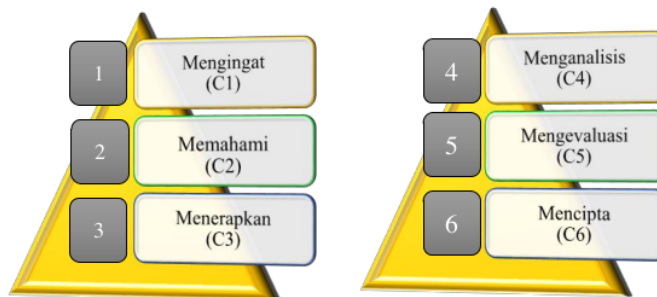 1
Mengingat
(C1)
2
Memahami
(C2)
3
Menerapkan
(C3)
4
Menganalisis
(C4)
5
Mengevaluasi
(C5)
6
Mencipta
(C6)